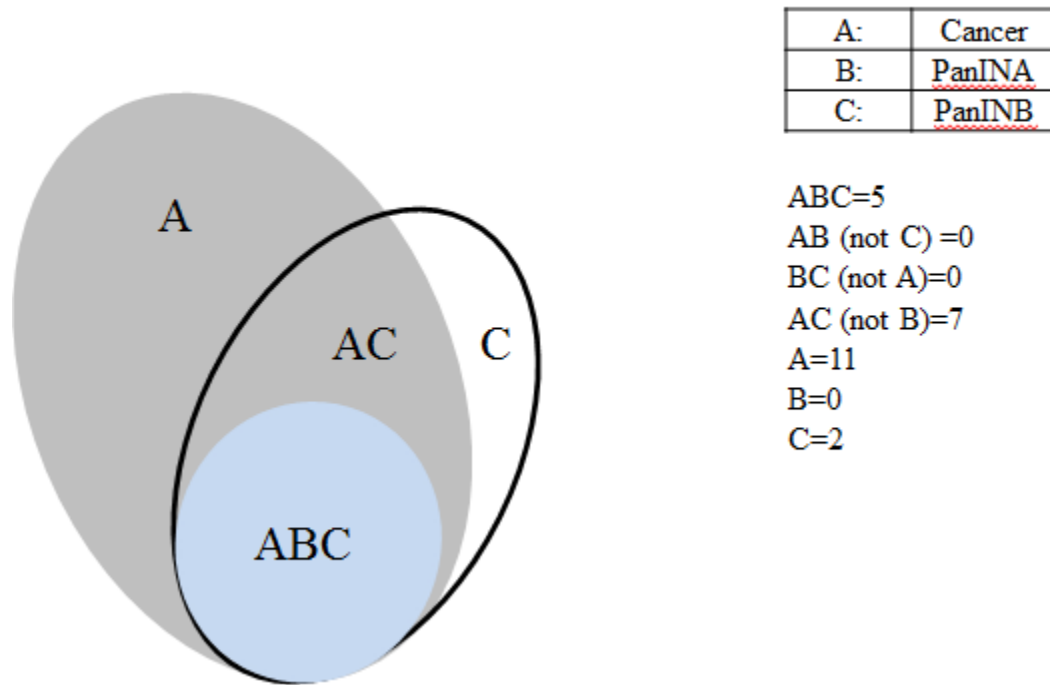 A: Cancer
B: PanINA
C: PanINB
ABC=5
AB (not C) =0
BC (not A)=0
AC (not B)=7
A=11
B=0
C=2
A
AC
C
ABC